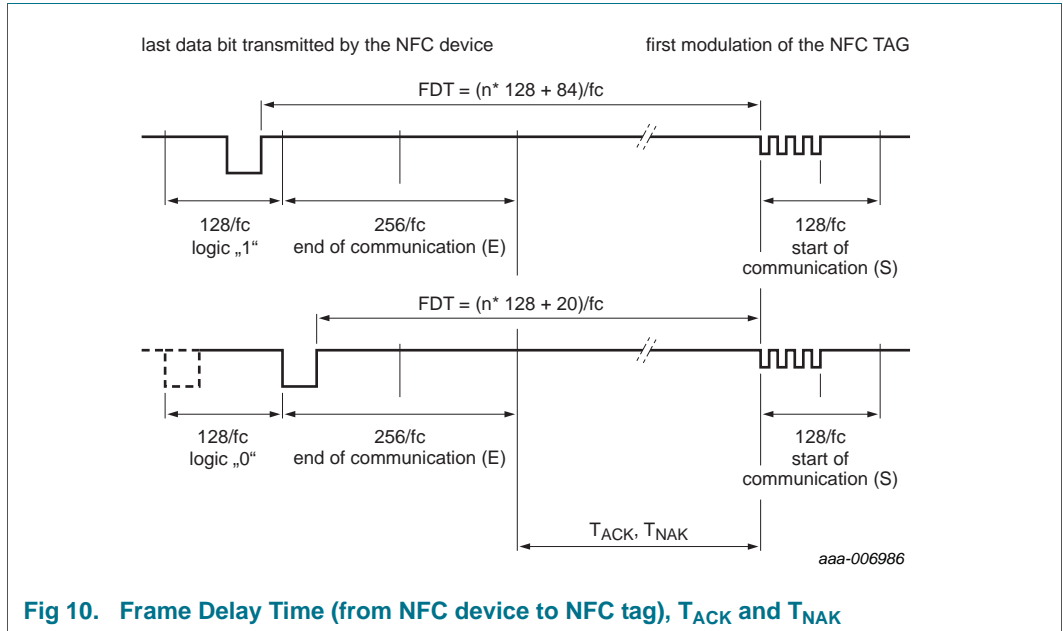 last data bit transmitted by the NFC device
first modulation of the NFC TAG
FDT = (n* 128 + 84)/fc
128/fc
logic „1“
256/fc
end of communication (E)
128/fc
start of
communication (S)
FDT = (n* 128 + 20)/fc
128/fc
logic „0“
256/fc
end of communication (E)
128/fc
start of
communication (S)
TACK, TNAK
aaa-006986
Fig 10. Frame Delay Time (from NFC device to NFC tag), TACK and TNAK